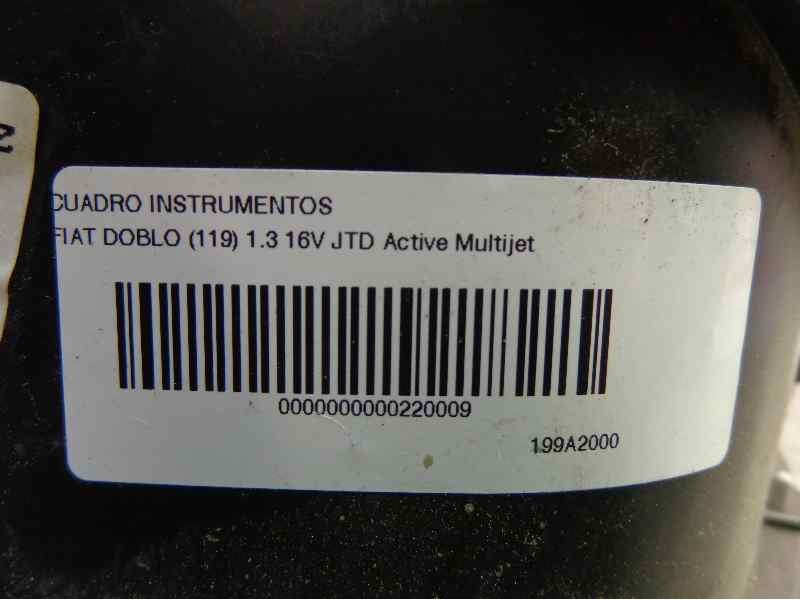 CUADRO INSTRUMENTOS
FIAT DOBLO (119) 1.3 16V JTD Active Multijet
0000000000220009
199A2000